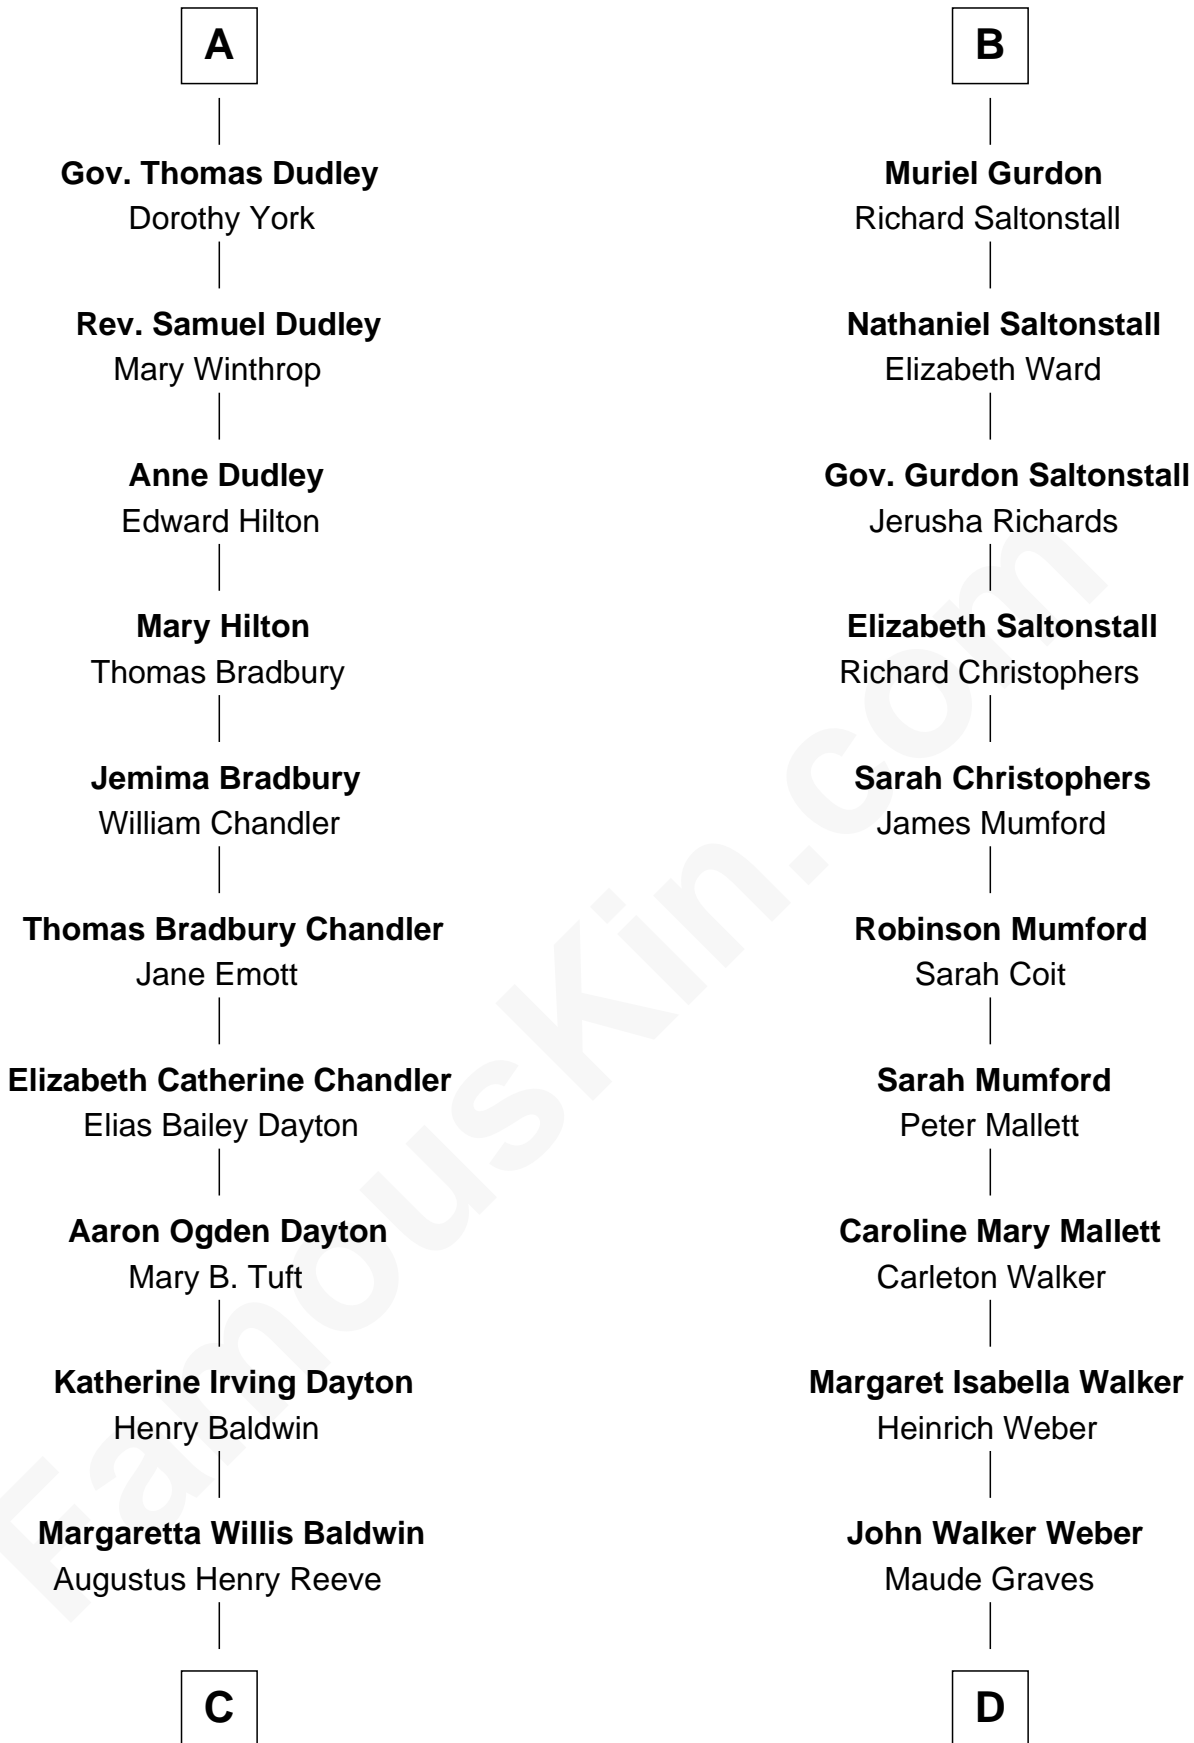 A
Gov. Thomas Dudley
Dorothy York
Rev. Samuel Dudley
Mary Winthrop
Anne Dudley
Edward Hilton
Mary Hilton
Thomas Bradbury
Jemima Bradbury
William Chandler
Thomas Bradbury Chandler
Jane Emott
Elizabeth Catherine Chandler
Elias Bailey Dayton
Aaron Ogden Dayton
Mary B. Tuft
Katherine Irving Dayton
Henry Baldwin
Margaretta Willis Baldwin
Augustus Henry Reeve
C
B
Muriel Gurdon
Richard Saltonstall
Nathaniel Saltonstall
Elizabeth Ward
Gov. Gurdon Saltonstall
Jerusha Richards
Elizabeth Saltonstall
Richard Christophers
Sarah Christophers
James Mumford
Robinson Mumford
Sarah Coit
Sarah Mumford
Peter Mallett
Caroline Mary Mallett
Carleton Walker
Margaret Isabella Walker
Heinrich Weber
John Walker Weber
Maude Graves
D
FamousKin.com